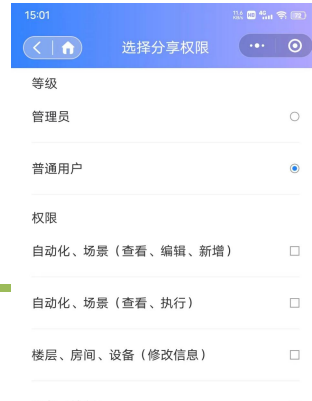 15:01
选择分享权限
等级
管理员
普通用户
权限
自动化、场景（查看、编辑、新增）
自动化、场景（查看、执行）
楼层、房间、设备（修改信息）